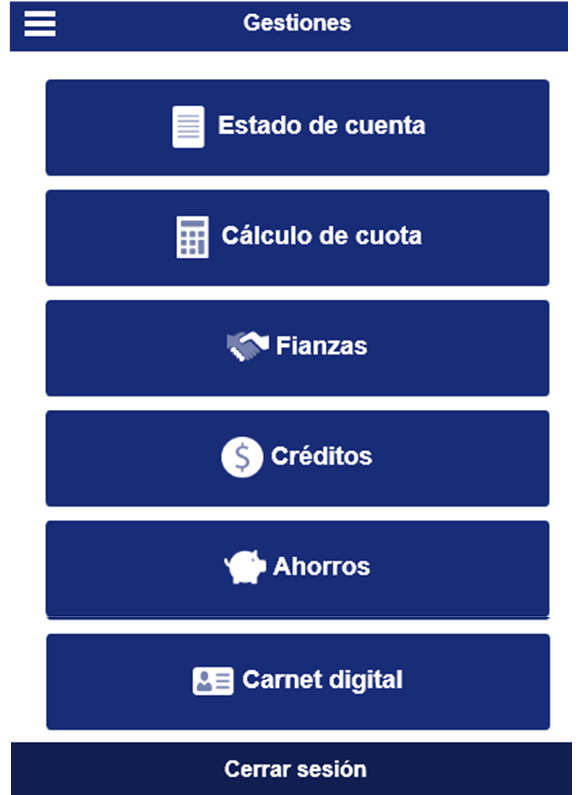 Gestiones
Estado de cuenta
Cálculo de cuota
Fianzas
$ Créditos
Ahorros
Carnet digital
Cerrar sesión